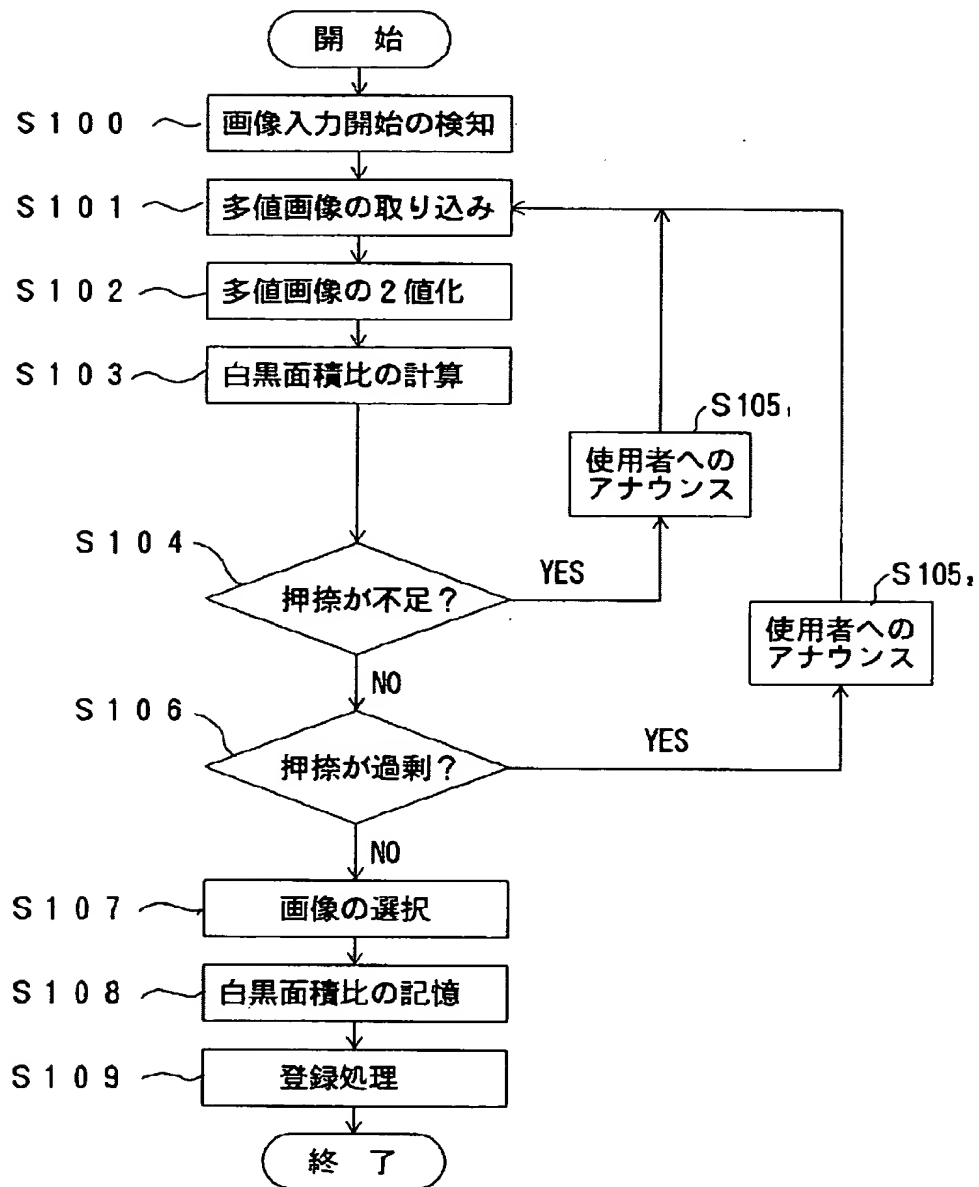 開 始
S100
画像入力開始の検知
S101
多値画像の取り込み
S102
多値画像の2値化
S103
白黒面積比の計算
S105₁
使用者への
アナウンス
S104
押捺が不足?
YES
S105₂
使用者への
アナウンス
NO
S106
押捺が過剰?
YES
NO
S107
画像の選択
S108
白黒面積比の記憶
S109
登録処理
終 了